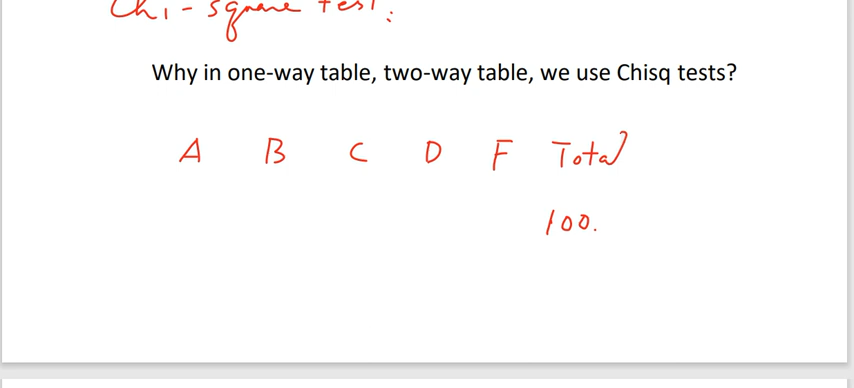 Chi-square test:
Why in one-way table, two-way table, we use Chisq tests?
A B C D F Total
100.